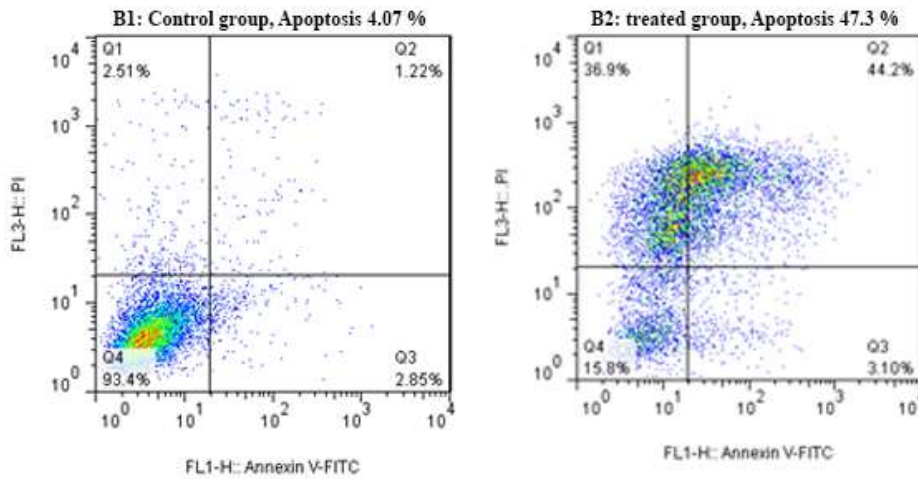 B1: Control group, Apoptosis 4.07 %
Q1
2.51%
Q2
1.22%
10^4
10^3
10^2
10^1
10^0
FL3-H:: PI
Q4
93.4%
Q3
2.85%
10^0 10^1 10^2 10^3 10^4
FL1-H:: Annexin V-FITC
B2: treated group, Apoptosis 47.3 %
Q1
36.9%
Q2
44.2%
10^4
10^3
10^2
10^1
10^0
FL3-H:: PI
Q4
15.8%
Q3
3.10%
10^0 10^1 10^2 10^3 10^4
FL1-H:: Annexin V-FITC